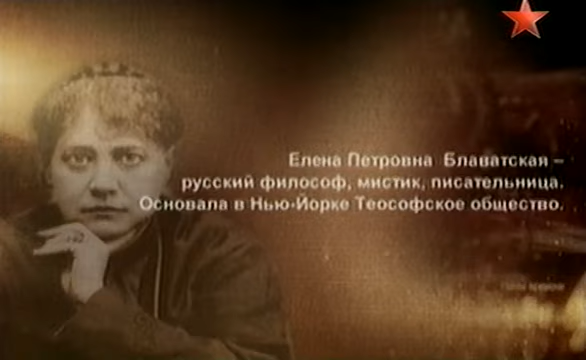 Елена Петровна Блаватская –
русский философ, мистик, писательница.
Основала в Нью-Йорке Теософское общество.